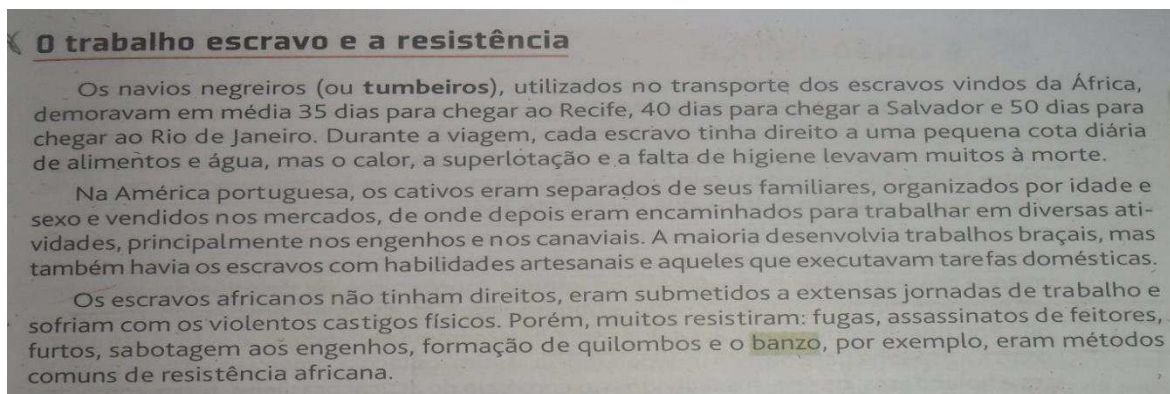 O trabalho escravo e a resistência
Os navios negreiros (ou tumbeiros), utilizados no transporte dos escravos vindos da África,
demoravam em média 35 dias para chegar ao Recife, 40 dias para chegar a Salvador e 50 dias para
chegar ao Rio de Janeiro. Durante a viagem, cada escravo tinha direito a uma pequena cota diária
de alimentos e água, mas o calor, a superlotação e a falta de higiene levavam muitos à morte.
Na América portuguesa, os cativos eram separados de seus familiares, organizados por idade e
sexo e vendidos nos mercados, de onde depois eram encaminhados para trabalhar em diversas ati-
vidades, principalmente nos engenhos e nos canaviais. A maioria desenvolvia trabalhos braçais, mas
também havia os escravos com habilidades artesanais e aqueles que executavam tarefas domésticas.
Os escravos africanos não tinham direitos, eram submetidos a extensas jornadas de trabalho e
sofriam com os violentos castigos físicos. Porém, muitos resistiram: fugas, assassinatos de feitores,
furtos, sabotagem aos engenhos, formação de quilombos e o banzo, por exemplo, eram métodos
comuns de resistência africana.